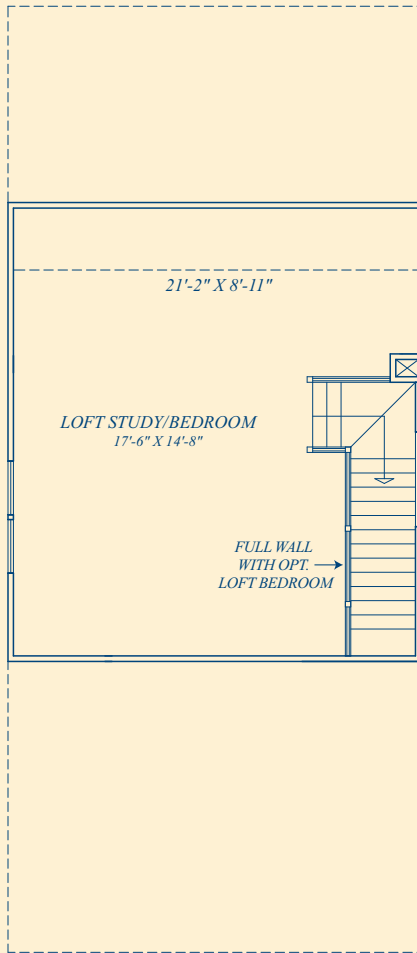 21'-2" X 8'-11"
LOFT STUDY/BEDROOM
17'-6" X 14'-8"
FULL WALL
WITH OPT.
LOFT BEDROOM